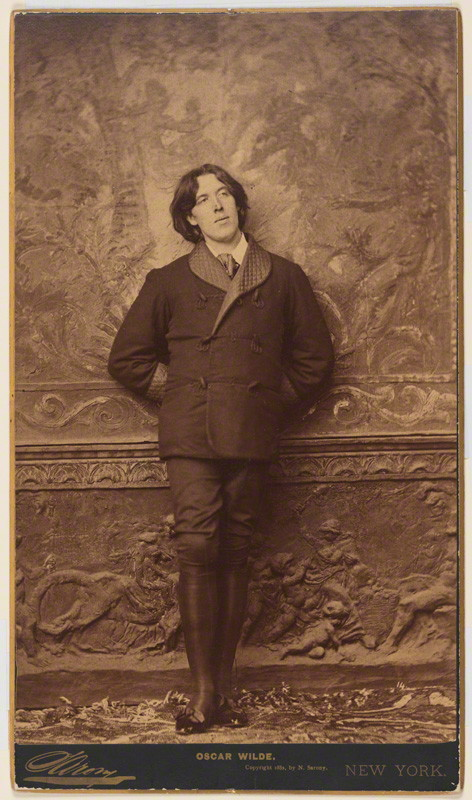 OSCAR WILDE.
Sarony
Copyright 1882, by N. Sarony.
NEW YORK.